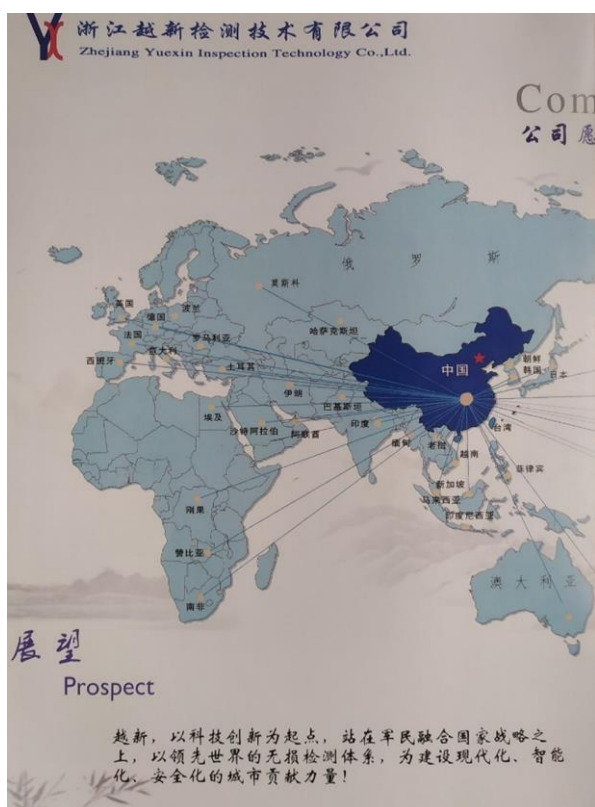 浙江越新检测技术有限公司
Zhejiang Yuexin Inspection Technology Co.,Ltd.
Com
公司愿
俄罗斯
莫斯科
英国
德国
波兰
法国
罗马利亚
哈萨克斯坦
西班牙
意大利
土耳其
中国
朝鲜
韩国
日本
伊朗
巴基斯坦
埃及
沙特阿拉伯
阿联酋
印度
缅甸
老挝
越南
台湾
新加坡
菲律宾
马来西亚
印度尼西亚
刚果
赞比亚
南非
澳大利亚
展望
Prospect
越新，以科技创新为起点，站在军民融合国家战略之
上，以领先世界的无损检测体系，为建设现代化、智能
化、安全化的城市贡献力量！